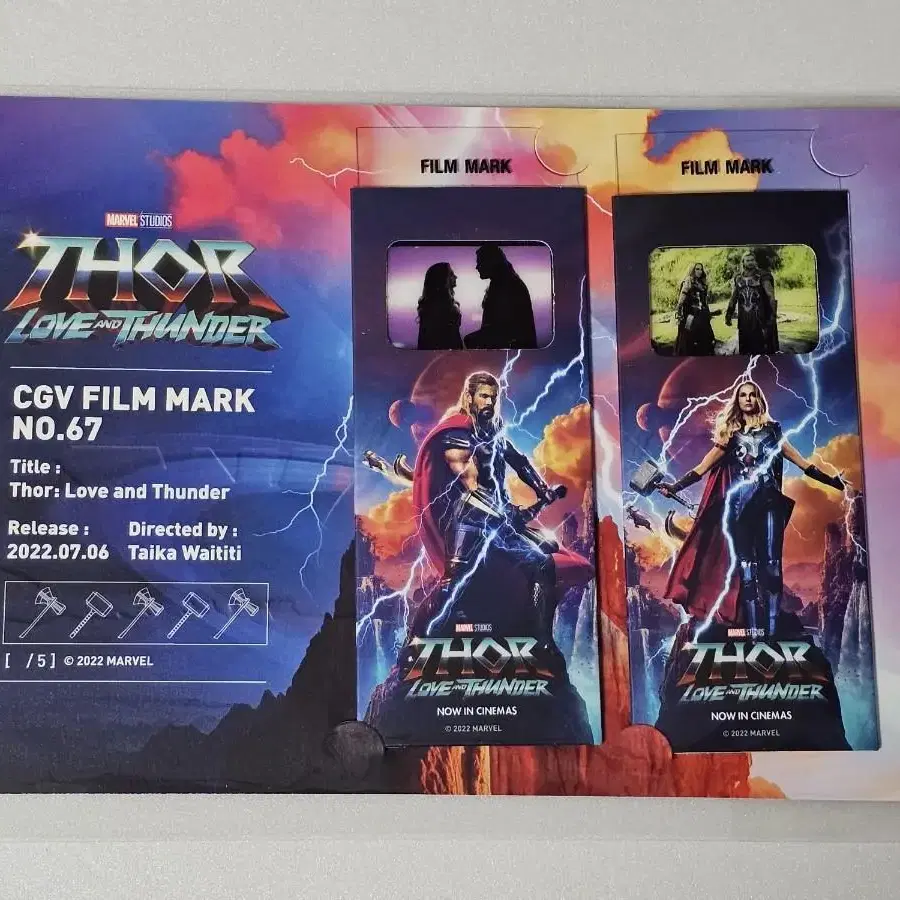 MARVEL STUDIOS
THOR
LOVE AND THUNDER
CGV FILM MARK
NO.67
Title :
Thor: Love and Thunder
Release : Directed by :
2022.07.06 Taika Waititi
[ /5] © 2022 MARVEL
FILM MARK
MARVEL STUDIOS
THOR
LOVE AND THUNDER
NOW IN CINEMAS
© 2022 MARVEL
FILM MARK
MARVEL STUDIOS
THOR
LOVE AND THUNDER
NOW IN CINEMAS
© 2022 MARVEL